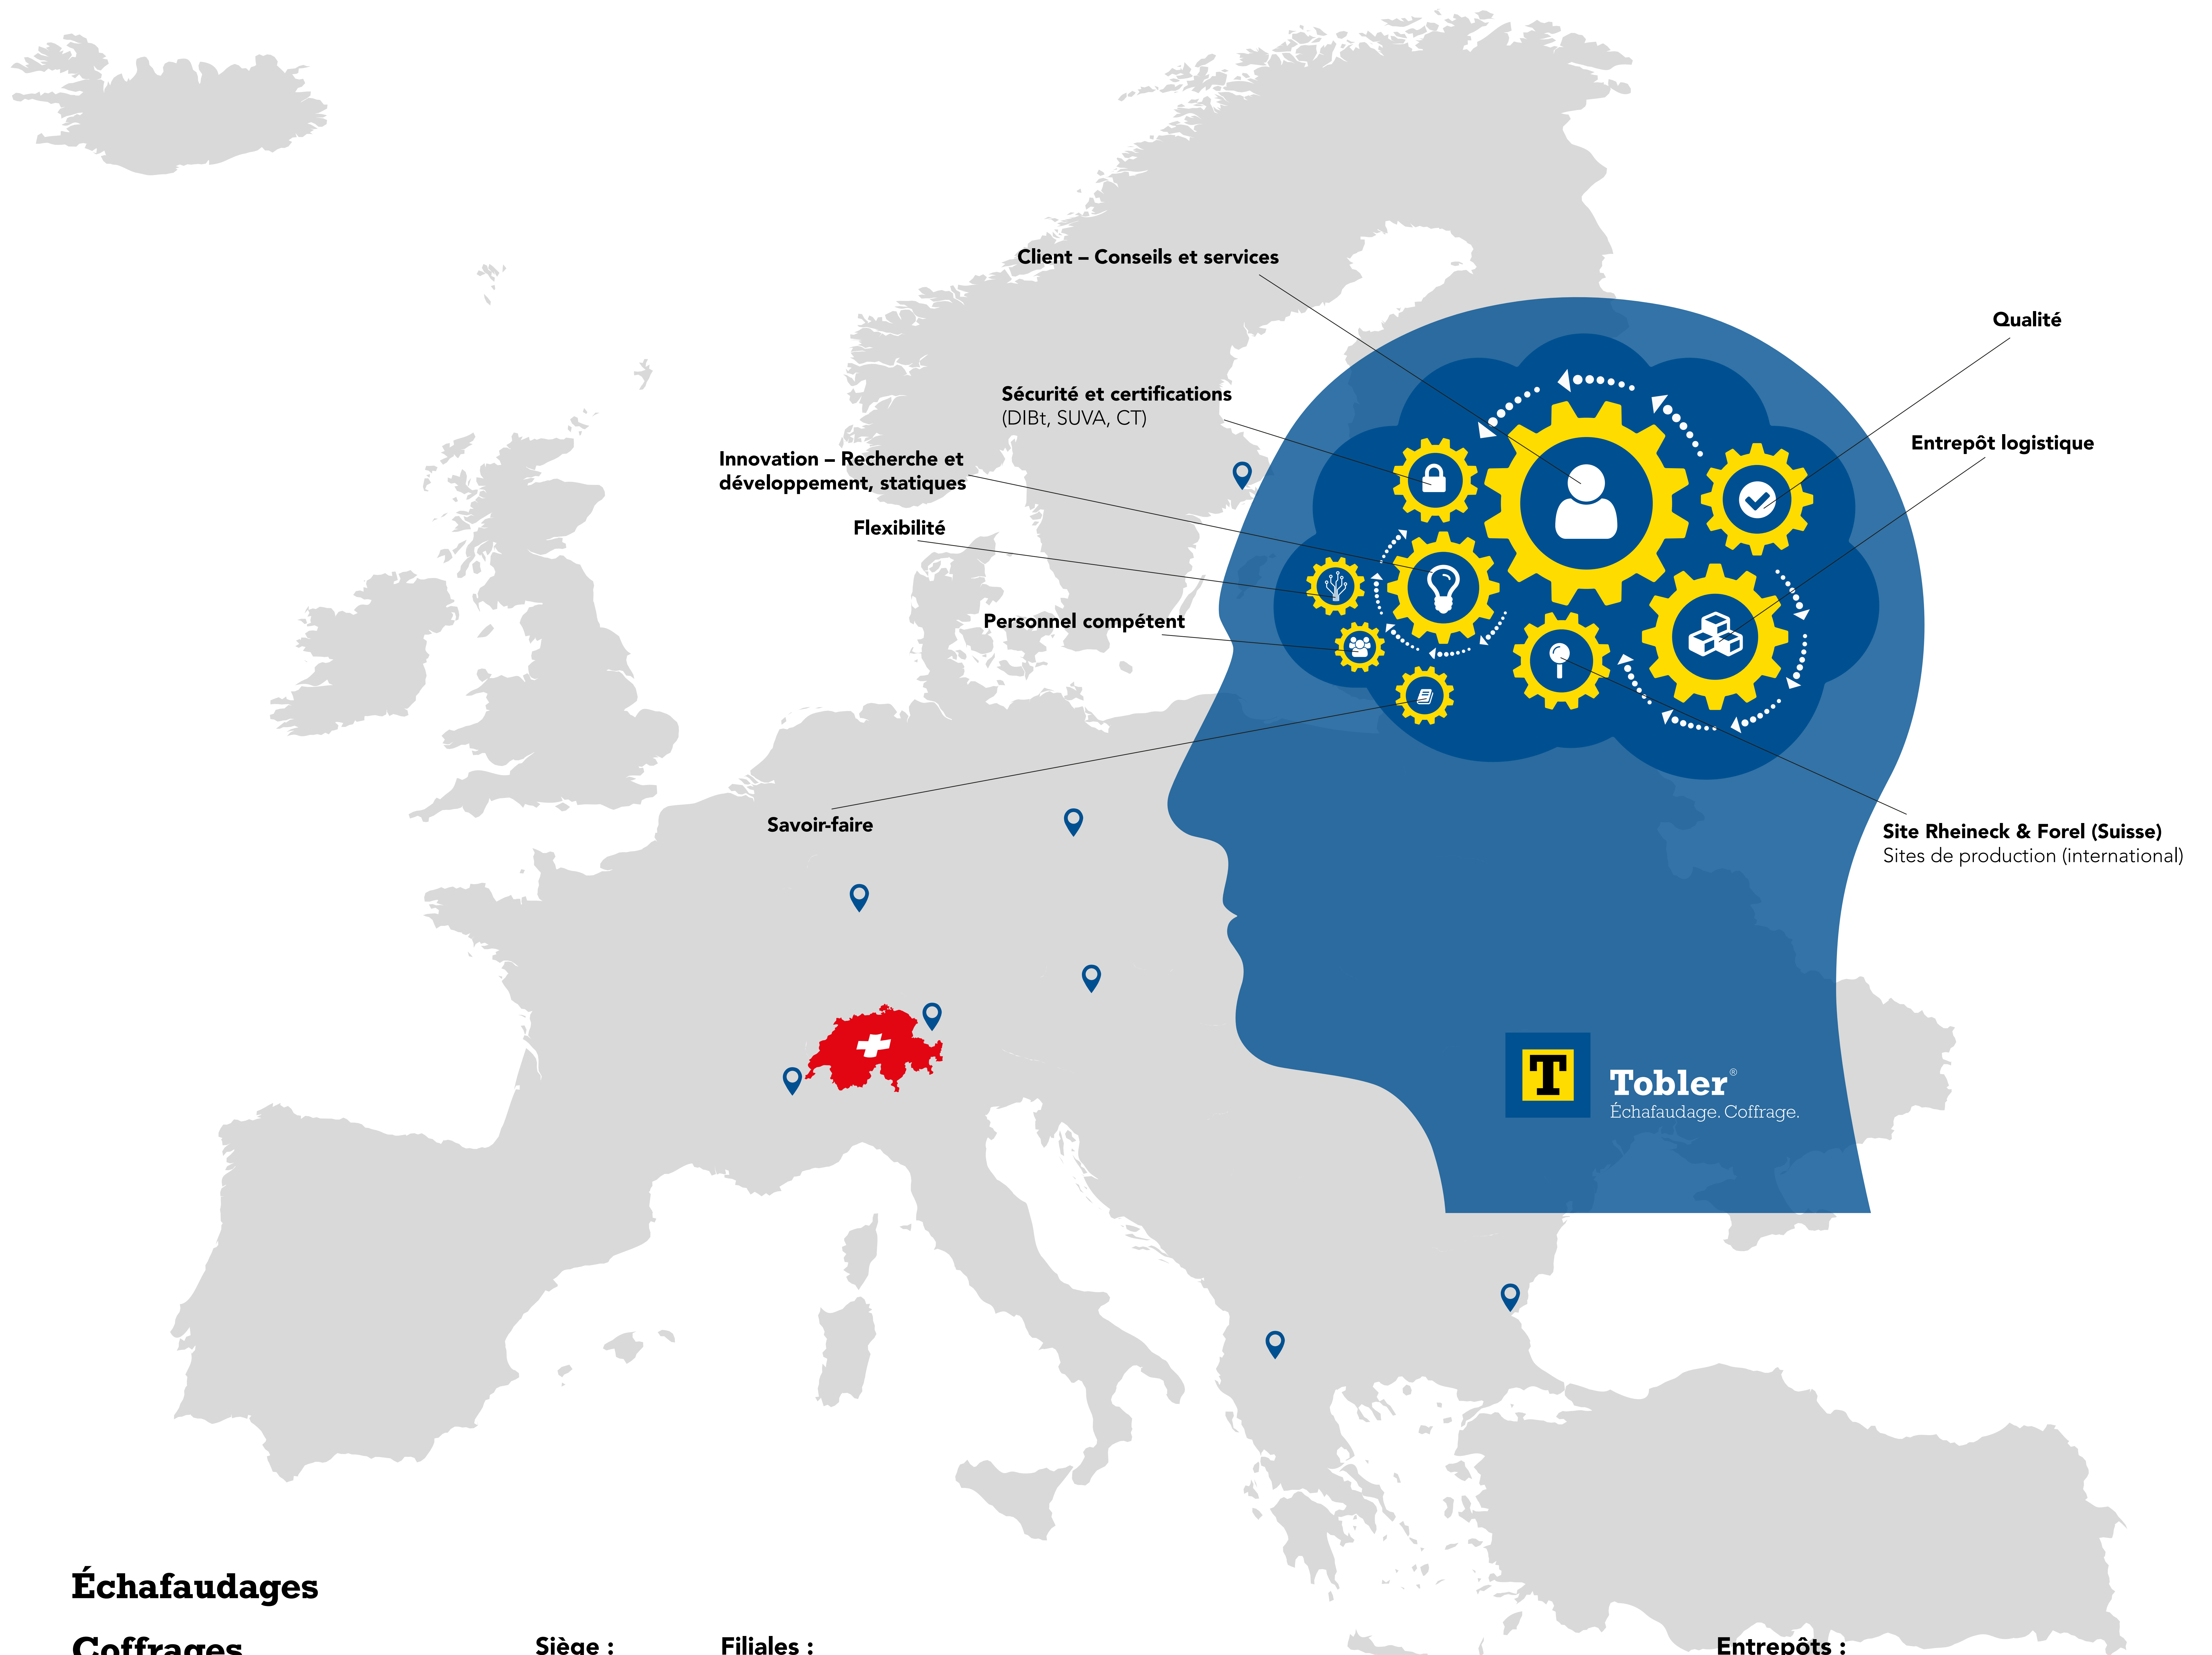 Client – Conseils et services
Qualité
Sécurité et certifications
(DIBt, SUVA, CT)
Entrepôt logistique
Innovation – Recherche et
développement, statiques
Flexibilité
Personnel compétent
Savoir-faire
Site Rheineck & Forel (Suisse)
Sites de production (international)
T
Tobler®
Échafaudage. Coffrage.
Échafaudages
Coffrages
Siège :
Filiales :
Entrepôts :